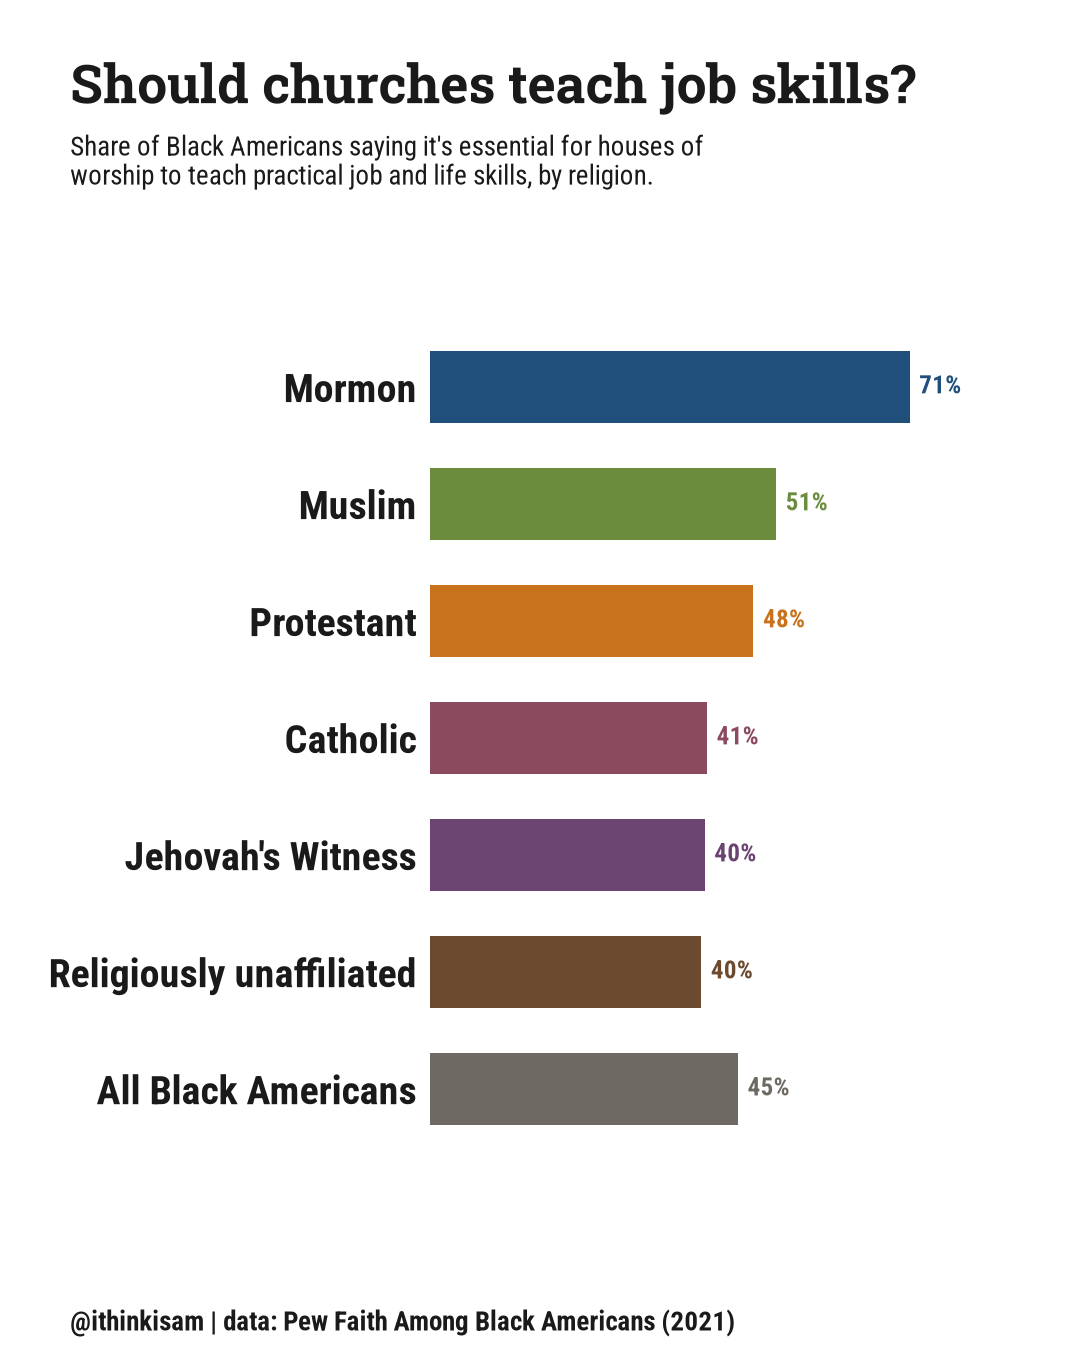 Should churches teach job skills?
Share of Black Americans saying it's essential for houses of
worship to teach practical job and life skills, by religion.
Mormon 71%
Muslim 51%
Protestant 48%
Catholic 41%
Jehovah's Witness 40%
Religiously unaffiliated 40%
All Black Americans 45%
@ithinkisam | data: Pew Faith Among Black Americans (2021)